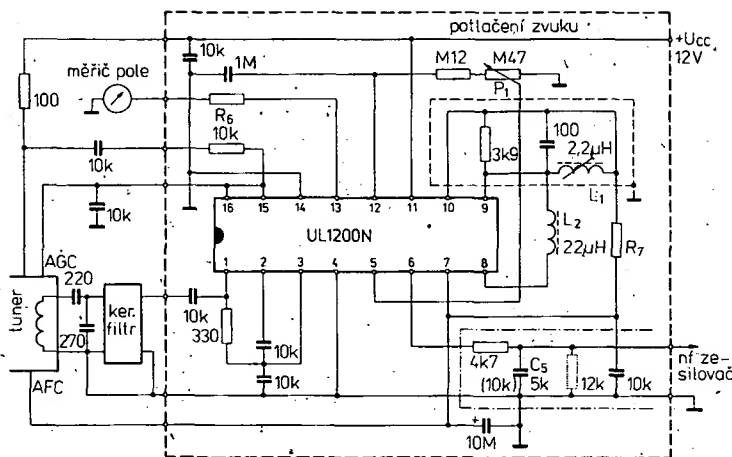 potlačení zvuku
+Ucc
12V
10k
1M
M12
M47
P1
měřič pole
100
R6
10k
10k
10k
3k9
100
2,2µH
L1
L2
22µH
R7
16 15 14 13 12 11 10 9
UL1200N
1 2 3 4 5 6 7 8
AGC
tuner
220
270
ker.
filtr
AFC
10k
330
10k
10k
4k7
(10k)
C5
5k
12k
10k
nf ze-
silovač
+
10M